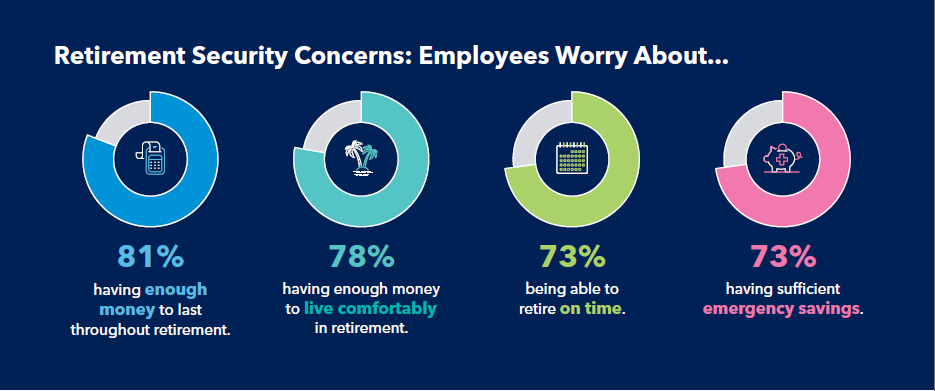 Retirement Security Concerns: Employees Worry About...
81%
having enough
money to last
throughout retirement.
78%
having enough money
to live comfortably
in retirement.
73%
being able to
retire on time.
73%
having sufficient
emergency savings.